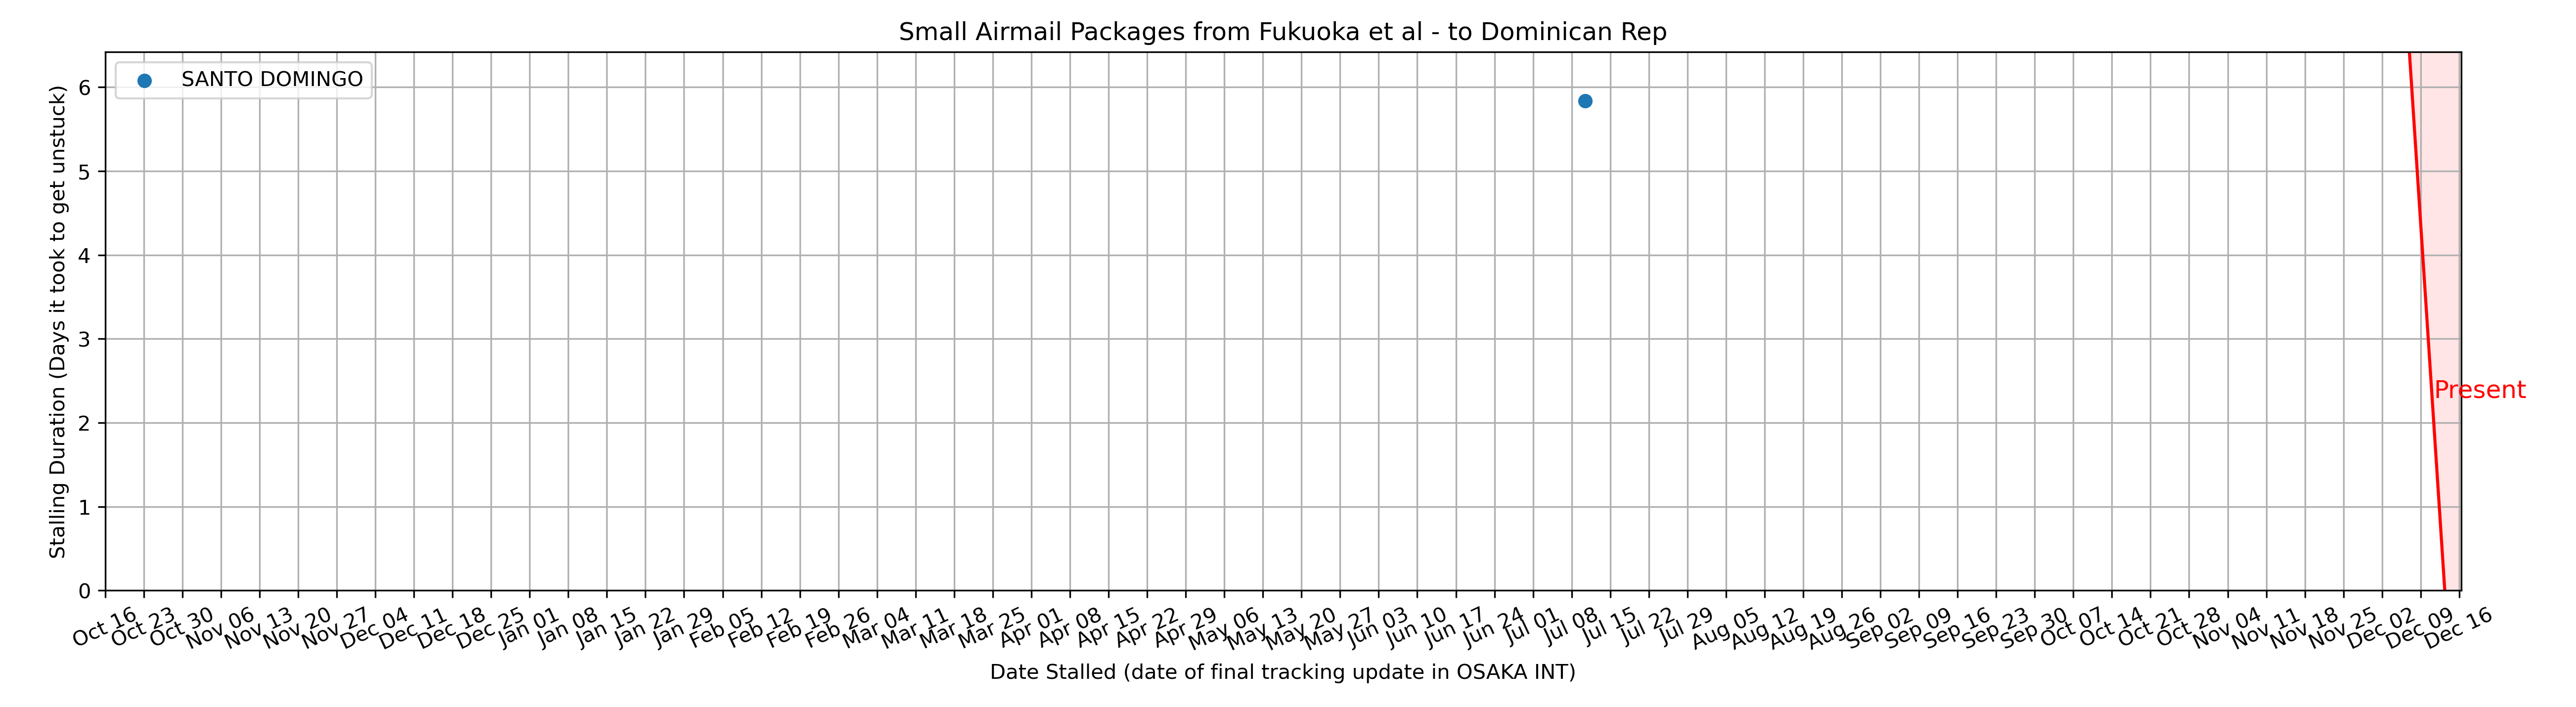 Small Airmail Packages from Fukuoka et al - to Dominican Rep
SANTO DOMINGO
Stalling Duration (Days it took to get unstuck)
6
5
4
3
2
1
0
Present
Oct 16 Oct 23 Oct 30 Nov 06 Nov 13 Nov 20 Nov 27 Dec 04 Dec 11 Dec 18 Dec 25 Jan 01 Jan 08 Jan 15 Jan 22 Jan 29 Feb 05 Feb 12 Feb 19 Feb 26 Mar 04 Mar 11 Mar 18 Mar 25 Apr 01 Apr 08 Apr 15 Apr 22 Apr 29 May 06 May 13 May 20 May 27 Jun 03 Jun 10 Jun 17 Jun 24 Jul 01 Jul 08 Jul 15 Jul 22 Jul 29 Aug 05 Aug 12 Aug 19 Aug 26 Sep 02 Sep 09 Sep 16 Sep 23 Sep 30 Oct 07 Oct 14 Oct 21 Oct 28 Nov 04 Nov 11 Nov 18 Nov 25 Dec 02 Dec 09 Dec 16
Date Stalled (date of final tracking update in OSAKA INT)